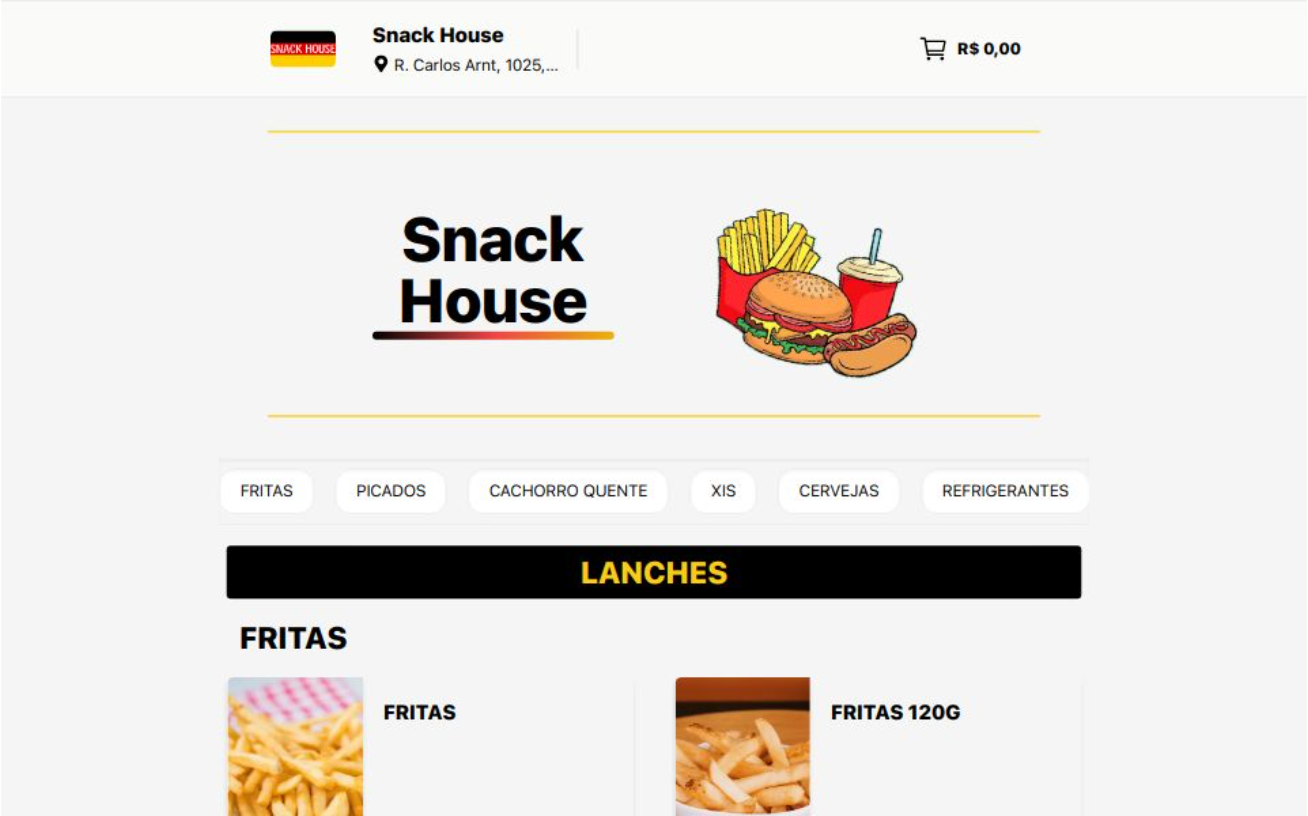 SNACK HOUSE
Snack House
R. Carlos Arnt, 1025,...
R$ 0,00
Snack
House
FRITAS
PICADOS
CACHORRO QUENTE
XIS
CERVEJAS
REFRIGERANTES
LANCHES
FRITAS
FRITAS
FRITAS 120G